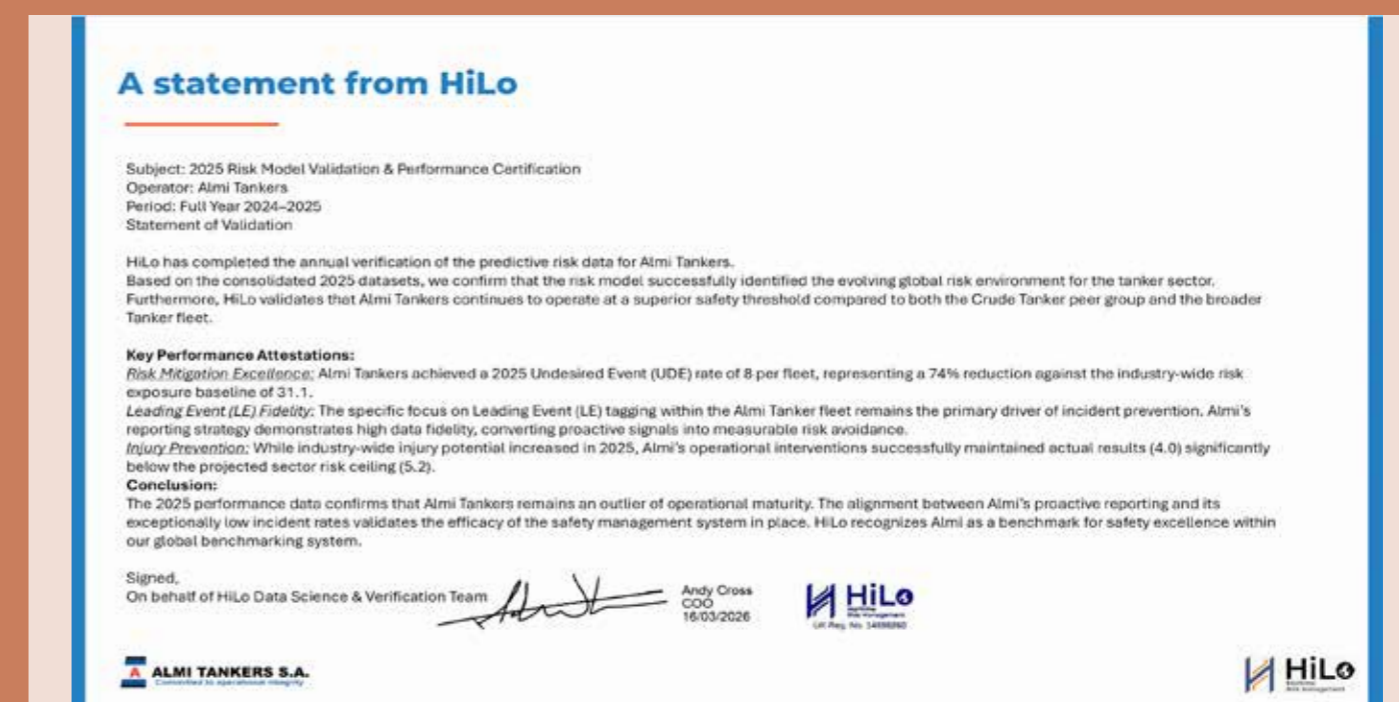 A statement from HiLo
Subject: 2025 Risk Model Validation & Performance Certification
Operator: Almi Tankers
Period: Full Year 2024–2025
Statement of Validation
HiLo has completed the annual verification of the predictive risk data for Almi Tankers.
Based on the consolidated 2025 datasets, we confirm that the risk model successfully identified the evolving global risk environment for the tanker sector.
Furthermore, HiLo validates that Almi Tankers continues to operate at a superior safety threshold compared to both the Crude Tanker peer group and the broader
Tanker fleet.
Key Performance Attestations:
Risk Mitigation Excellence: Almi Tankers achieved a 2025 Undesired Event (UDE) rate of 8 per fleet, representing a 74% reduction against the industry-wide risk
exposure baseline of 31.1.
Leading Event (LE) Fidelity: The specific focus on Leading Event (LE) tagging within the Almi Tanker fleet remains the primary driver of incident prevention. Almi's
reporting strategy demonstrates high data fidelity, converting proactive signals into measurable risk avoidance.
Injury Prevention: While industry-wide injury potential increased in 2025, Almi's operational interventions successfully maintained actual results (4.0) significantly
below the projected sector risk ceiling (5.2).
Conclusion:
The 2025 performance data confirms that Almi Tankers remains an outlier of operational maturity. The alignment between Almi's proactive reporting and its
exceptionally low incident rates validates the efficacy of the safety management system in place. HiLo recognizes Almi as a benchmark for safety excellence within
our global benchmarking system.
Signed,
On behalf of HiLo Data Science & Verification Team
Andy Cross
COO
16/03/2026
HiLo
Maritime
Risk Management
UK Reg. No.
A ALMI TANKERS S.A.
Committed to operational integrity
HiLo
Maritime
Risk Management